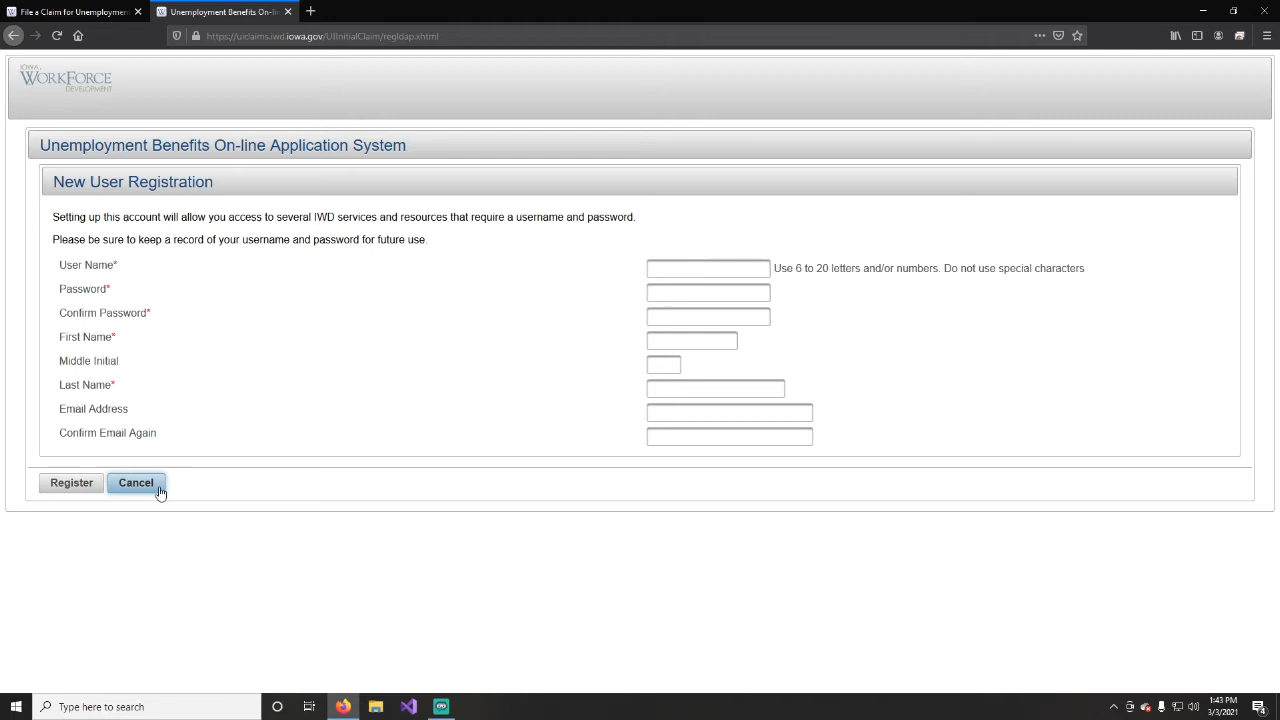 File a Claim for Unemployment
Unemployment Benefits On-li
https://uiclaims.iwd.iowa.gov/UIInitialClaim/regldap.xhtml
IOWA
WORKFORCE
DEVELOPMENT
Unemployment Benefits On-line Application System
New User Registration
Setting up this account will allow you access to several IWD services and resources that require a username and password.
Please be sure to keep a record of your username and password for future use.
User Name*
Use 6 to 20 letters and/or numbers. Do not use special characters
Password*
Confirm Password*
First Name*
Middle Initial
Last Name*
Email Address
Confirm Email Again
Register Cancel
Type here to search
1:43 PM
3/3/2021
4